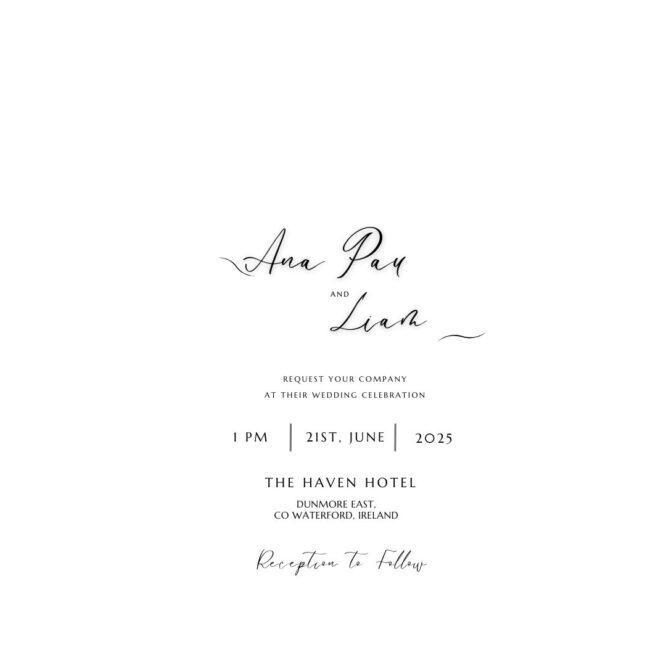 Ana Pau
AND
Liam
REQUEST YOUR COMPANY
AT THEIR WEDDING CELEBRATION
1 PM | 21ST, JUNE | 2025
THE HAVEN HOTEL
DUNMORE EAST,
CO WATERFORD, IRELAND
Reception to Follow